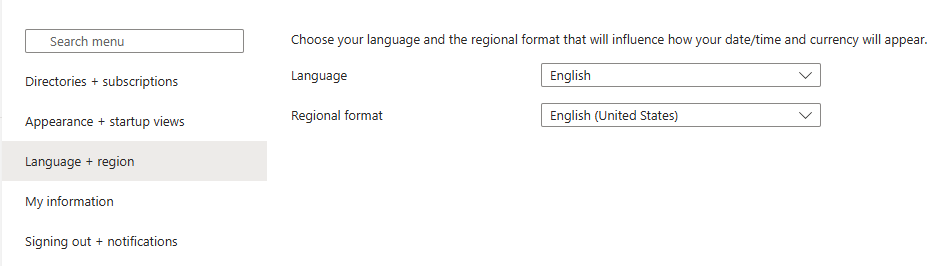 Search menu
Directories + subscriptions
Appearance + startup views
Language + region
My information
Signing out + notifications
Choose your language and the regional format that will influence how your date/time and currency will appear.
Language
English
Regional format
English (United States)